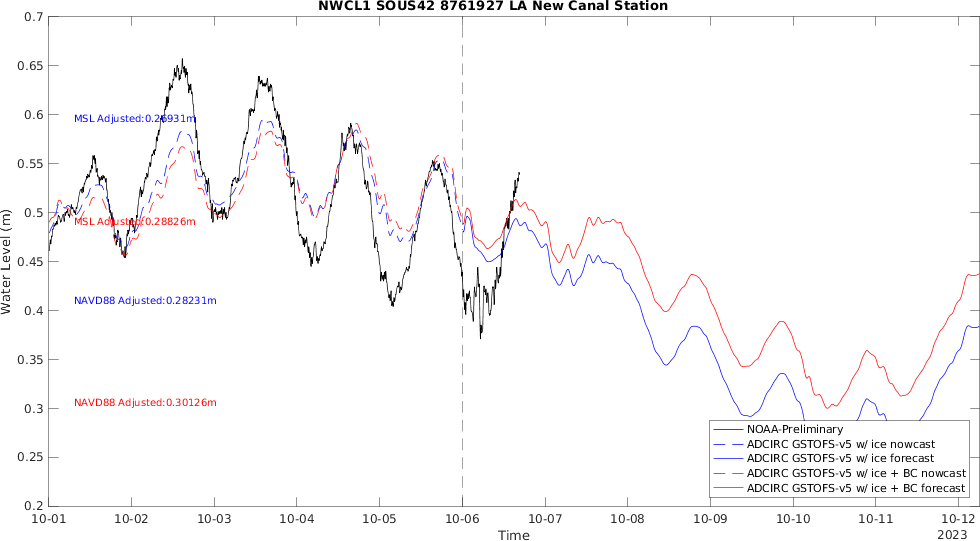 NWCL1 SOUS42 8761927 LA New Canal Station
Water Level (m)
0.7
0.65
0.6
0.55
0.5
0.45
0.4
0.35
0.3
0.25
0.2
MSL Adjusted:0.26931m
MSL Adjusted:0.28826m
NAVD88 Adjusted:0.28231m
NAVD88 Adjusted:0.30126m
NOAA-Preliminary
ADCIRC GSTOFS-v5 w/ ice nowcast
ADCIRC GSTOFS-v5 w/ ice forecast
ADCIRC GSTOFS-v5 w/ ice + BC nowcast
ADCIRC GSTOFS-v5 w/ ice + BC forecast
10-01 10-02 10-03 10-04 10-05 10-06 10-07 10-08 10-09 10-10 10-11 10-12
Time
2023